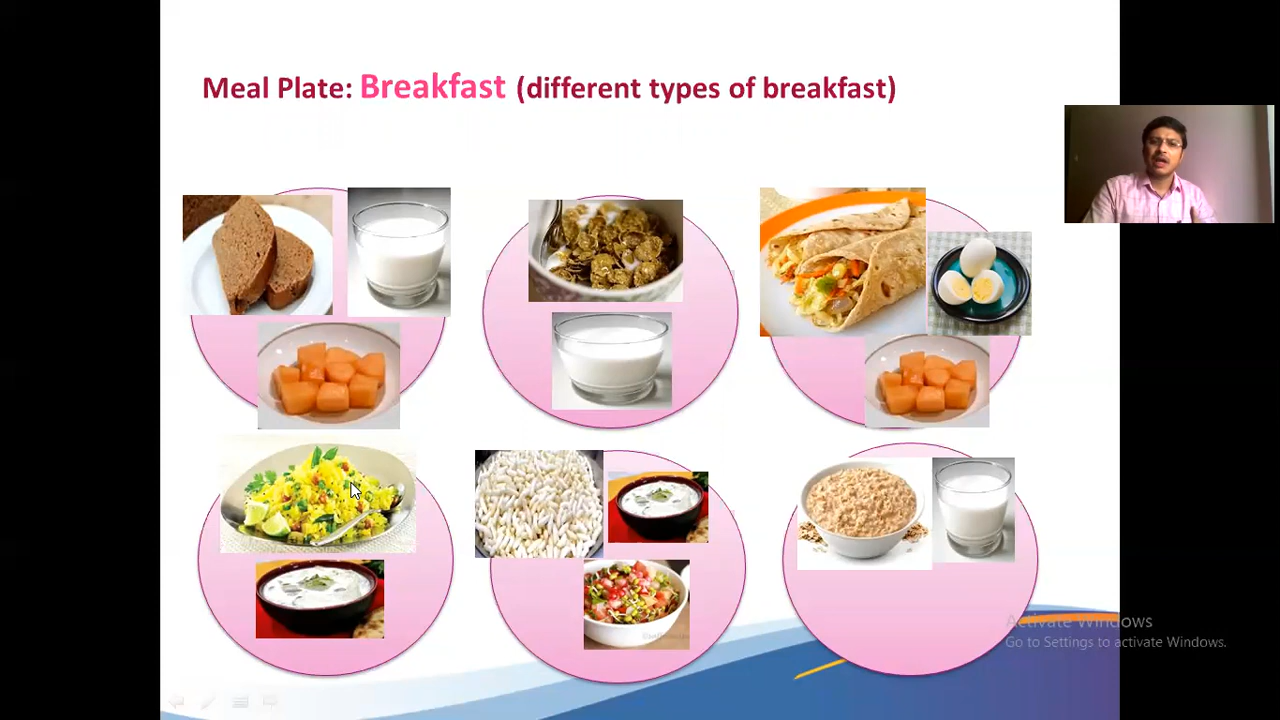 Meal Plate: Breakfast (different types of breakfast)
Activate Windows
Go to Settings to activate Windows.